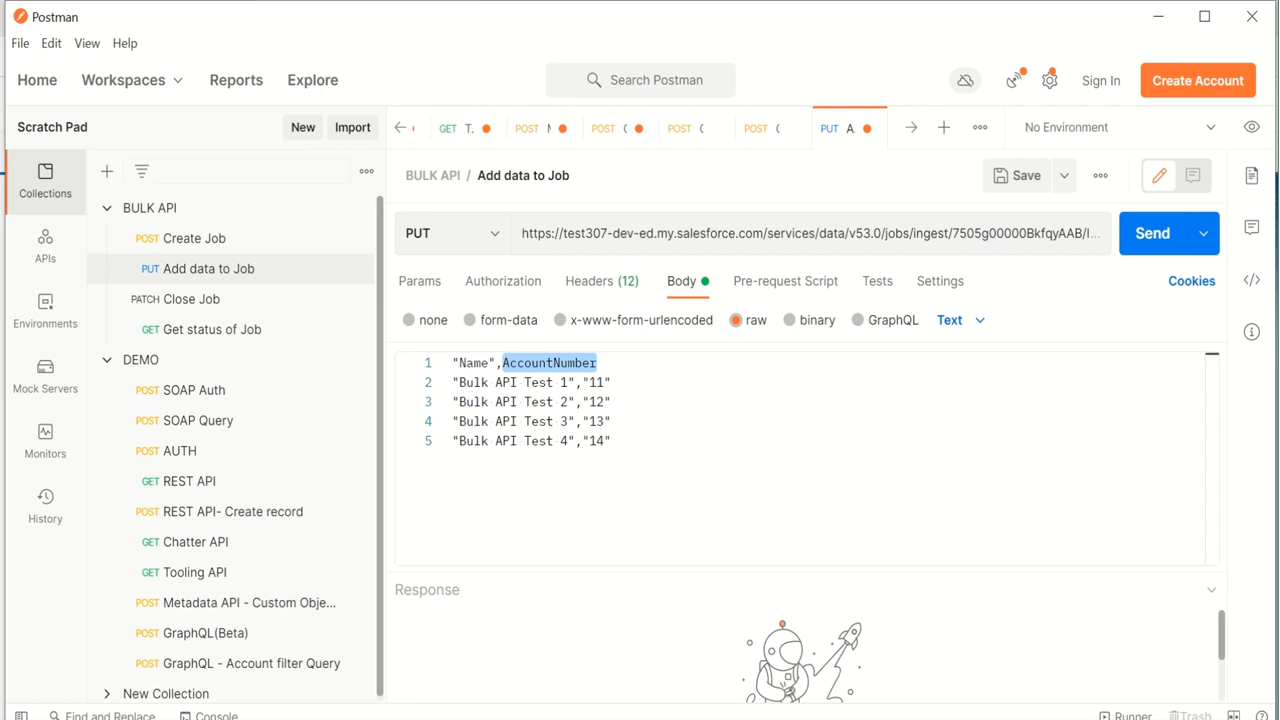 Postman
File Edit View Help
Home Workspaces Reports Explore Search Postman Sign In Create Account
Scratch Pad New Import
GET T. POST POST ( POST ( POST ( PUT A. No Environment
Collections
APIs
Environments
Mock Servers
Monitors
History
BULK API
POST Create Job
PUT Add data to Job
PATCH Close Job
GET Get status of Job
DEMO
POST SOAP Auth
POST SOAP Query
POST AUTH
GET REST API
POST REST API- Create record
GET Chatter API
GET Tooling API
POST Metadata API - Custom Obje...
POST GraphQL(Beta)
POST GraphQL - Account filter Query
New Collection
BULK API / Add data to Job Save
PUT https://test307-dev-ed.my.salesforce.com/services/data/v53.0/jobs/ingest/7505g00000BkfqyAAB/l... Send
Params Authorization Headers (12) Body Pre-request Script Tests Settings Cookies
none form-data x-www-form-urlencoded raw binary GraphQL Text
1 "Name",AccountNumber
2 "Bulk API Test 1","11"
3 "Bulk API Test 2","12"
4 "Bulk API Test 3","13"
5 "Bulk API Test 4","14"
Response
Find and Replace Console Runner Trash